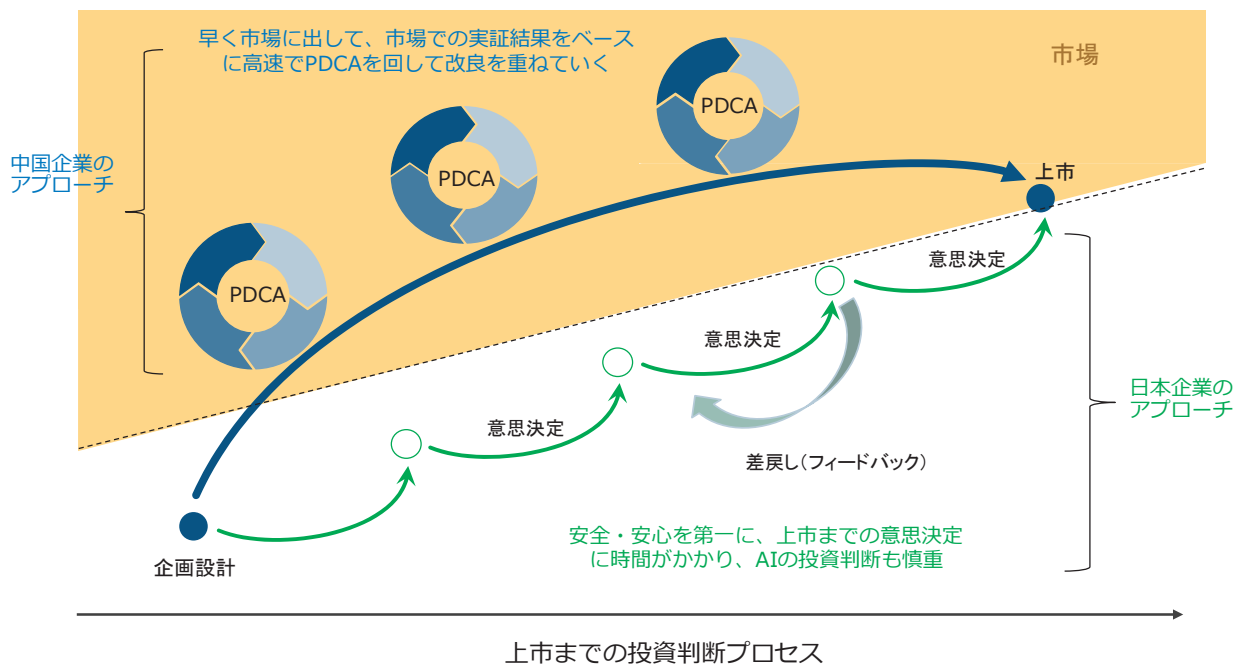 早く市場に出して、市場での実証結果をベース
に高速でPDCAを回して改良を重ねていく
市場
PDCA
PDCA
PDCA
中国企業の
アプローチ
上市
意思決定
意思決定
意思決定
日本企業の
アプローチ
差戻し(フィードバック)
企画設計
安全・安心を第一に、上市までの意思決定
に時間がかかり、AIの投資判断も慎重
上市までの投資判断プロセス